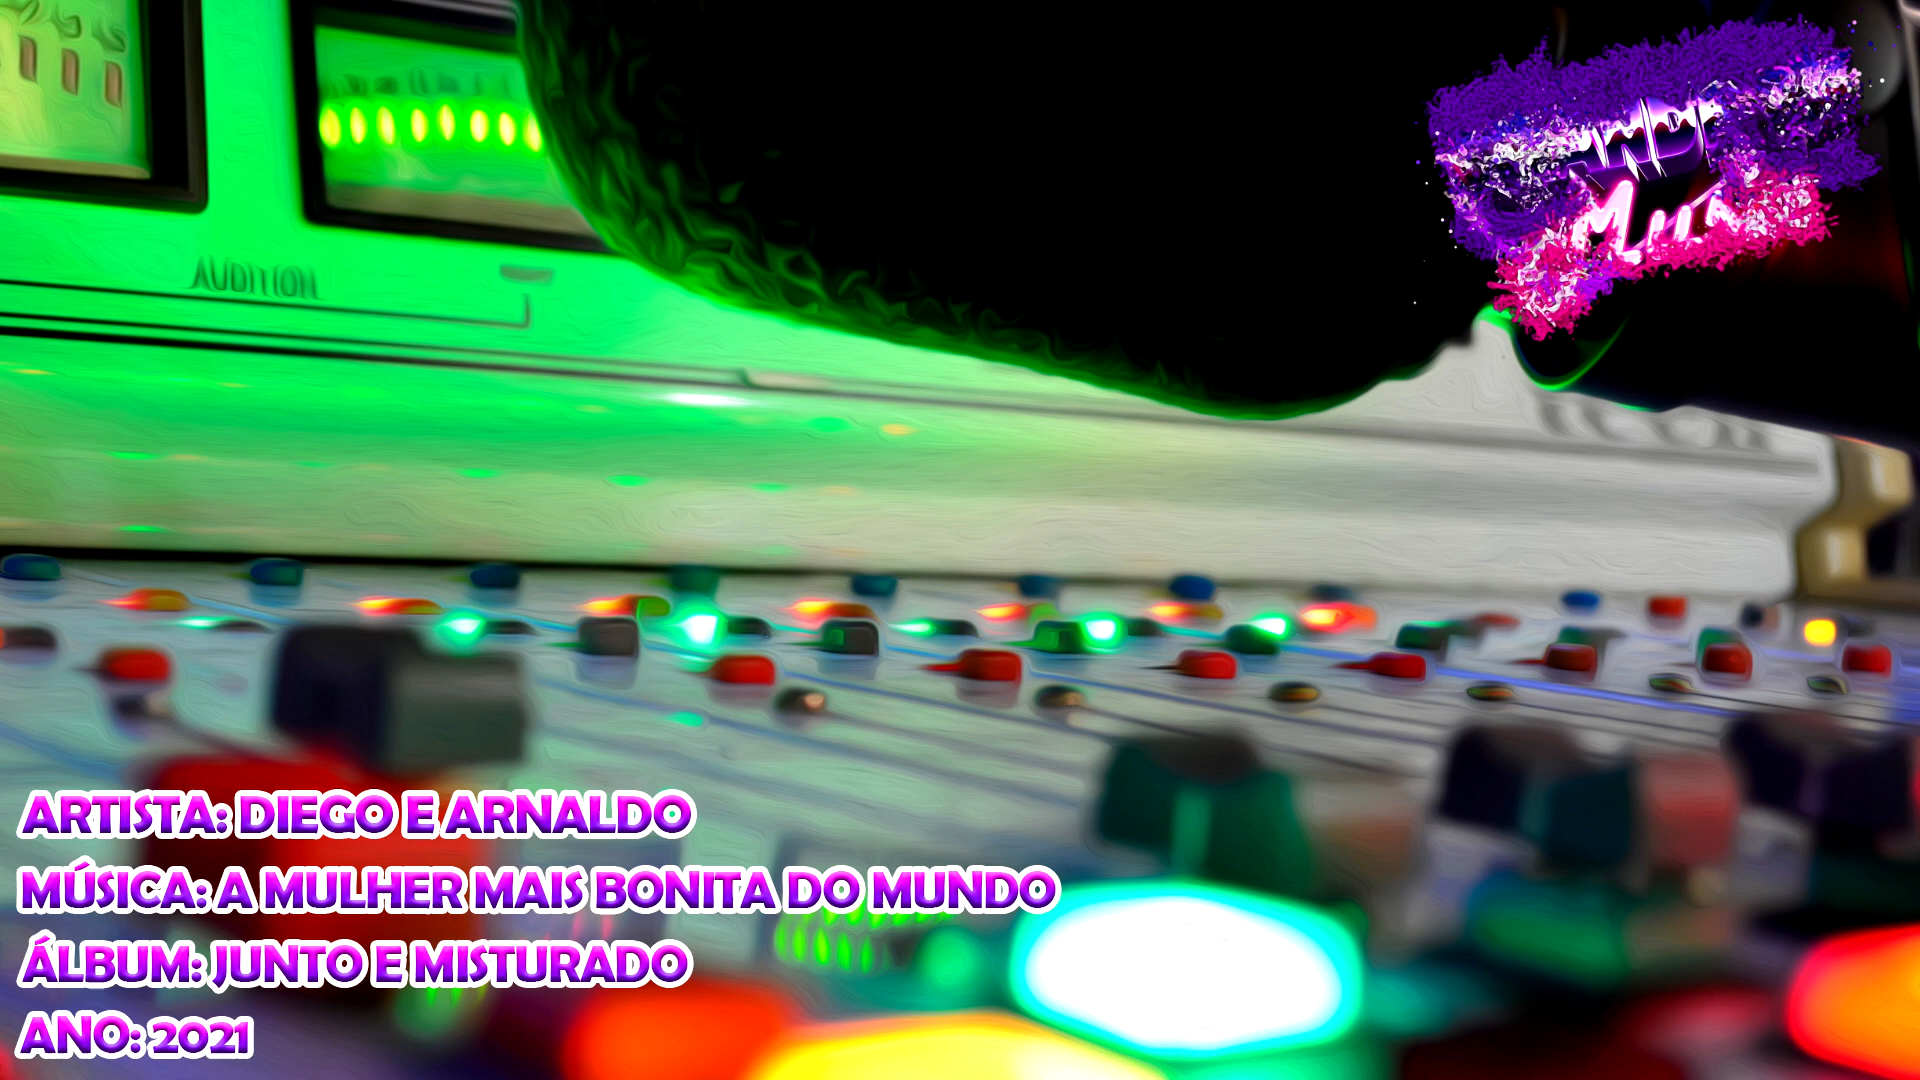 AUDITION
ARTISTA: DIEGO E ARNALDO
MÚSICA: A MULHER MAIS BONITA DO MUNDO
ÁLBUM: JUNTO E MISTURADO
ANO: 2021